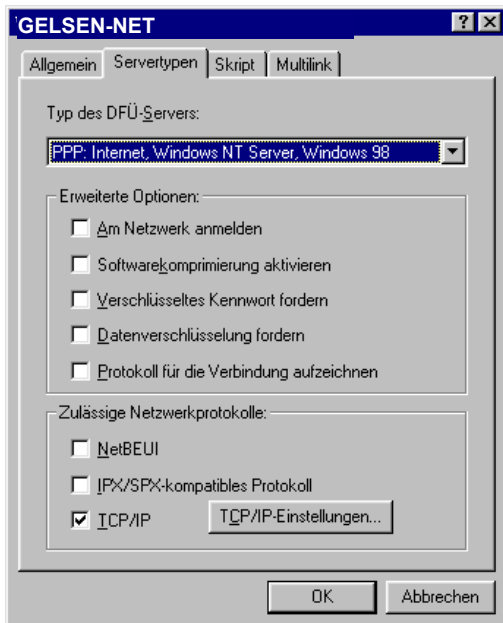 GELSEN-NET
Allgemein Servertypen Skript Multilink
Typ des DFÜ-Servers:
PPP: Internet, Windows NT Server, Windows 98
Erweiterte Optionen:
Am Netzwerk anmelden
Softwarekomprimierung aktivieren
Verschlüsseltes Kennwort fordern
Datenverschlüsselung fordern
Protokoll für die Verbindung aufzeichnen
Zulässige Netzwerkprotokolle:
NetBEUI
IPX/SPX-kompatibles Protokoll
TCP/IP TCP/IP-Einstellungen...
OK Abbrechen